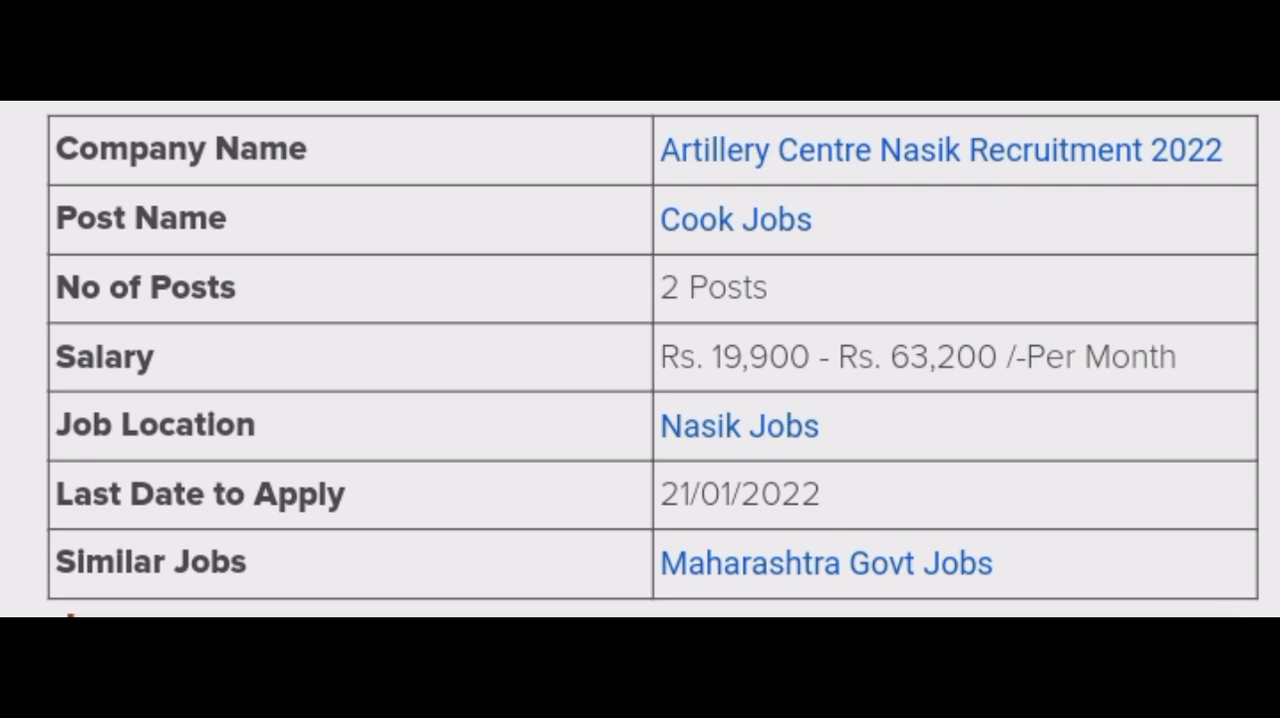 Company Name Artillery Centre Nasik Recruitment 2022
Post Name Cook Jobs
No of Posts 2 Posts
Salary Rs. 19,900 - Rs. 63,200 /-Per Month
Job Location Nasik Jobs
Last Date to Apply 21/01/2022
Similar Jobs Maharashtra Govt Jobs